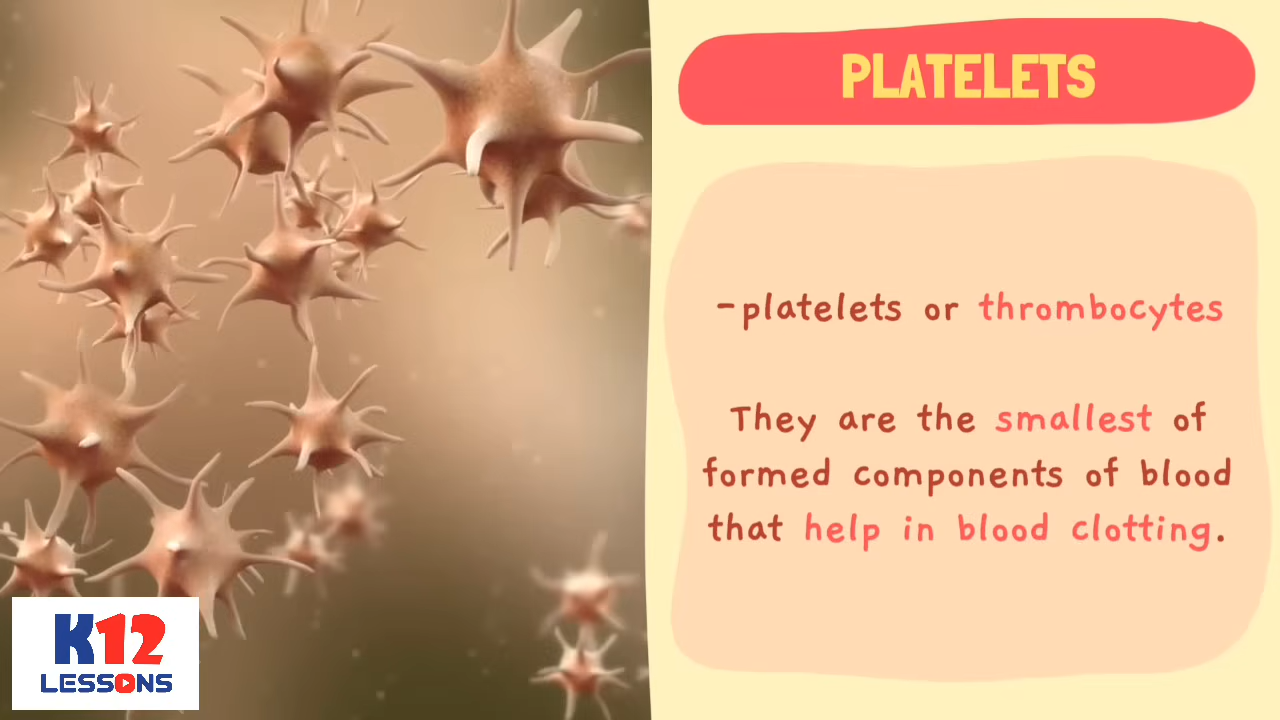 PLATELETS
-platelets or thrombocytes
They are the smallest of
formed components of blood
that help in blood clotting.
K12
LESSONS